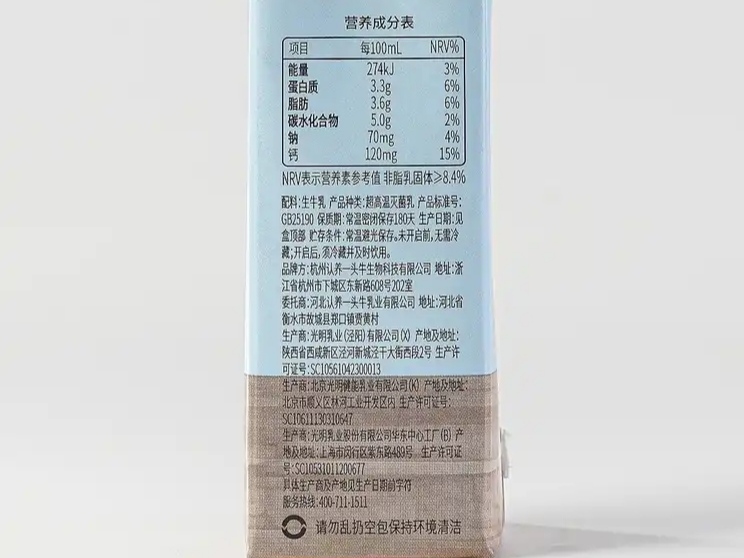 营养成分表
项目 每100mL NRV%
能量 274kJ 3%
蛋白质 3.3g 6%
脂肪 3.6g 6%
碳水化合物 5.0g 2%
钠 70mg 4%
钙 120mg 15%
NRV表示营养素参考值 非脂乳固体≥8.4%
配料:生牛乳 产品种类:超高温灭菌乳 产品标准号:
GB25190 保质期:常温密闭保存180天 生产日期:见
盒顶部 贮存条件:常温避光保存。未开启前,无需冷
藏;开启后,须冷藏并及时饮用。
品牌方:杭州认养一头牛生物科技有限公司 地址:浙
江省杭州市下城区东新路608号202室
委托商:河北认养一头牛乳业有限公司 地址:河北省
衡水市故城县郑口镇贾黄村
生产商:光明乳业(泾阳)有限公司(X) 产地及地址:
陕西省西咸新区泾河新城泾干大街西段2号 生产许
可证号:SC10561042300013
生产商:北京光明健能乳业有限公司(K) 产地及地址:
北京市顺义区林河工业开发区内 生产许可证号:
SC10611130310647
生产商:光明乳业股份有限公司华东中心工厂(B) 产
地及地址:上海市闵行区紫东路489号 生产许可证
号:SC10531011200677
具体生产商及产地见生产日期前字符
服务热线:400-711-1511
请勿乱扔空包保持环境清洁